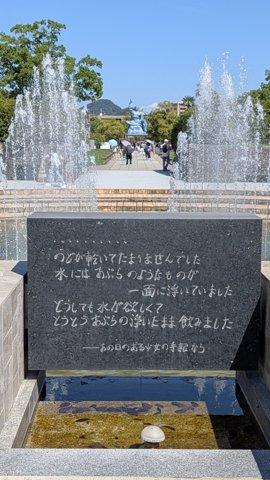 ・・・・・・・・・・
のどが乾いてたまりませんでした
水にはあぶらのようなものが
一面に浮いていました
どうしても水が欲しくて
とうとうあぶらの浮いたまま飲みました
――あの日のある少女の手記から